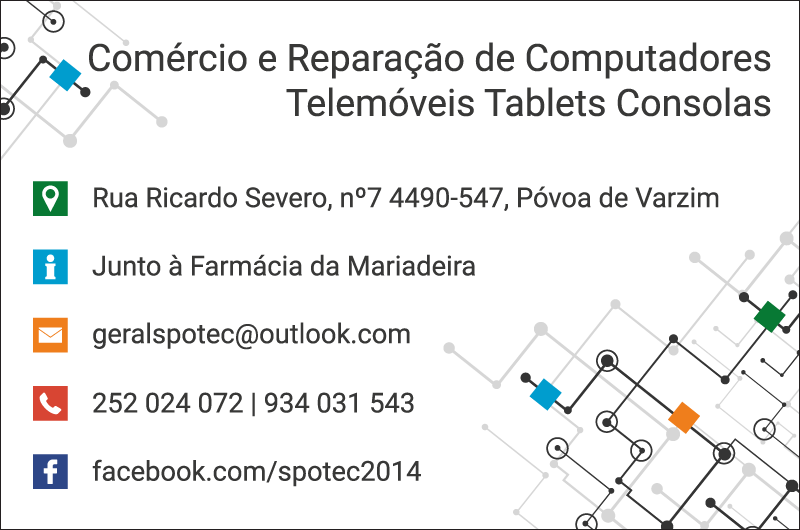 Comércio e Reparação de Computadores
Telemóveis Tablets Consolas
Rua Ricardo Severo, nº7 4490-547, Póvoa de Varzim
Junto à Farmácia da Mariadeira
geralspotec@outlook.com
252 024 072 | 934 031 543
facebook.com/spotec2014